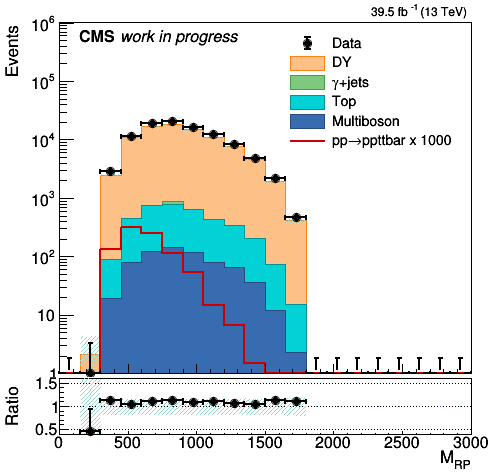 39.5 fb⁻¹ (13 TeV)
CMS work in progress
Events
10⁶
10⁵
10⁴
10³
10²
10
1
Data
DY
γ+jets
Top
Multiboson
pp→ppttbar x 1000
Ratio
1.5
1
0.5
0 500 1000 1500 2000 2500 3000
M_RP